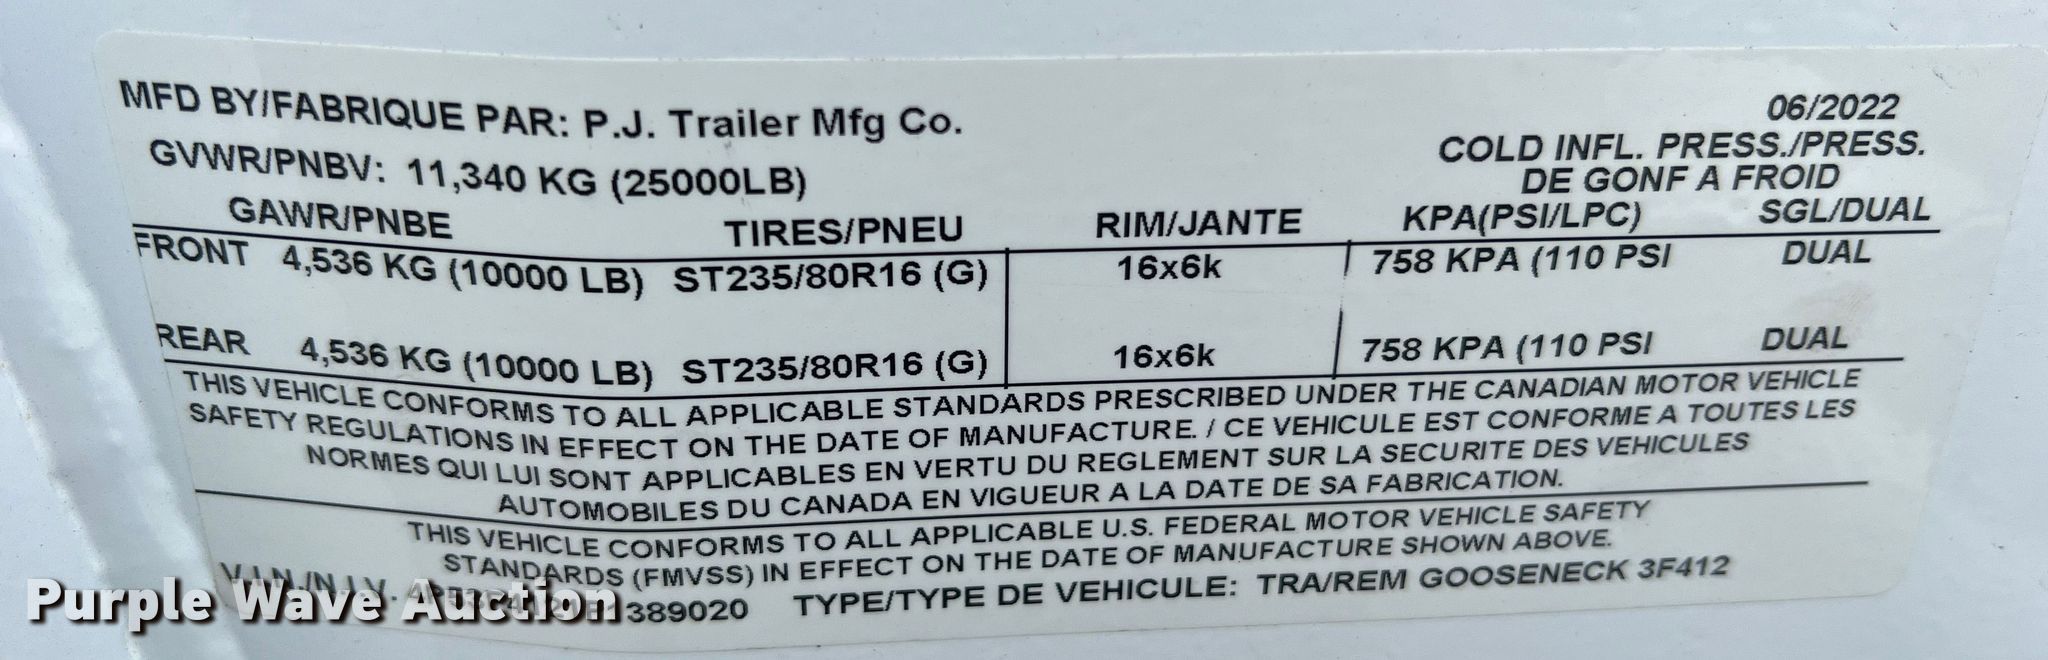 MFD BY/FABRIQUE PAR: P.J. Trailer Mfg Co.
06/2022
GVWR/PNBV: 11,340 KG (25000LB)
COLD INFL. PRESS./PRESS.
DE GONF A FROID
GAWR/PNBE TIRES/PNEU RIM/JANTE KPA(PSI/LPC) SGL/DUAL
FRONT 4,536 KG (10000 LB) ST235/80R16 (G) 16x6k 758 KPA (110 PSI DUAL
REAR 4,536 KG (10000 LB) ST235/80R16 (G) 16x6k 758 KPA (110 PSI DUAL
THIS VEHICLE CONFORMS TO ALL APPLICABLE STANDARDS PRESCRIBED UNDER THE CANADIAN MOTOR VEHICLE
SAFETY REGULATIONS IN EFFECT ON THE DATE OF MANUFACTURE. / CE VEHICULE EST CONFORME A TOUTES LES
NORMES QUI LUI SONT APPLICABLES EN VERTU DU REGLEMENT SUR LA SECURITE DES VEHICULES
AUTOMOBILES DU CANADA EN VIGUEUR A LA DATE DE SA FABRICATION.
THIS VEHICLE CONFORMS TO ALL APPLICABLE U.S. FEDERAL MOTOR VEHICLE SAFETY
STANDARDS (FMVSS) IN EFFECT ON THE DATE OF MANUFACTURE SHOWN ABOVE.
V.I.N./N.I.V. TYPE/TYPE DE VEHICULE: TRA/REM GOOSENECK 3F412
Purple Wave Auction